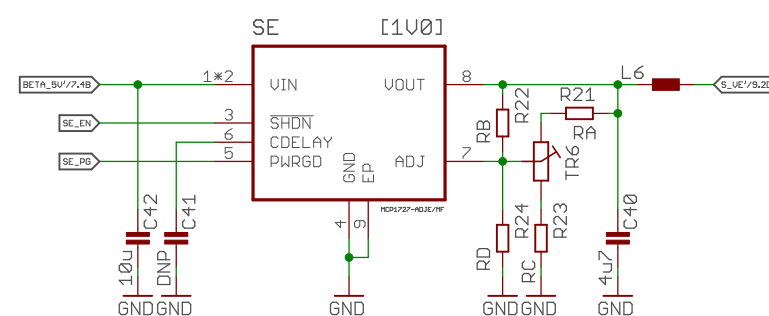 SE [1V0]
BETA_5V'/7.4B
1*2 VIN VOUT 8
L6
S_VE'/9.2D
SE_EN
3 SHDN
6 CDELAY
SE_PG
5 PWRGD
GND
EP
ADJ 7
MCP1727-ADJE/MF
4
9
RB
R22
R21
RA
TR6
C42
10u
C41
DNP
RD
R24
RC
R23
C40
4u7
GND GND GND GND GND GND